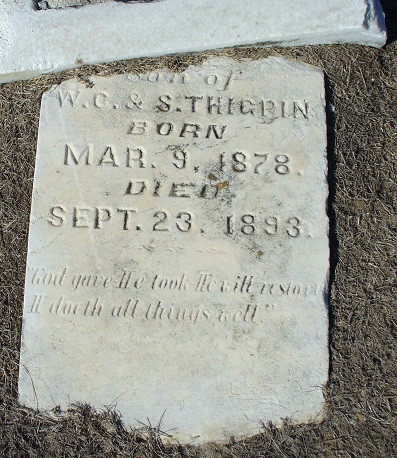 Son of
W. C. & S. THIGPIN
BORN
MAR. 9, 1878.
DIED
SEPT. 23, 1893.
"God gave He took He will restore
He doeth all things well."